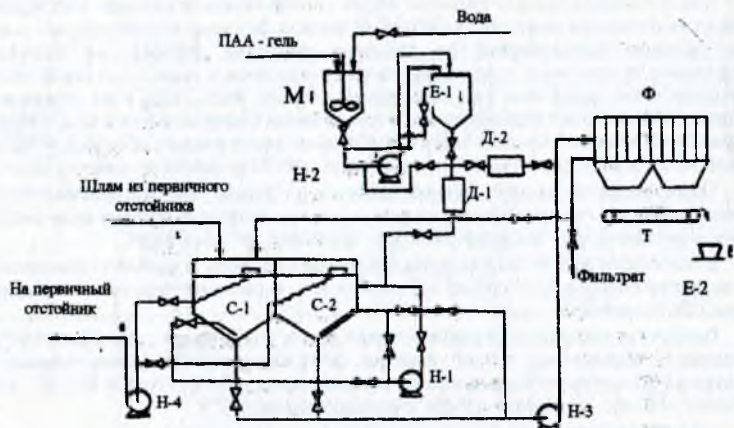 Вода
ПАА - гель
М
Е-1
Ф
Д-2
Н-2
Шлам из первичного
отстойника
Д-1
Т
Фильтрат
Е-2
На первичный
отстойник
С-1
С-2
Н-1
Н-4
Н-3